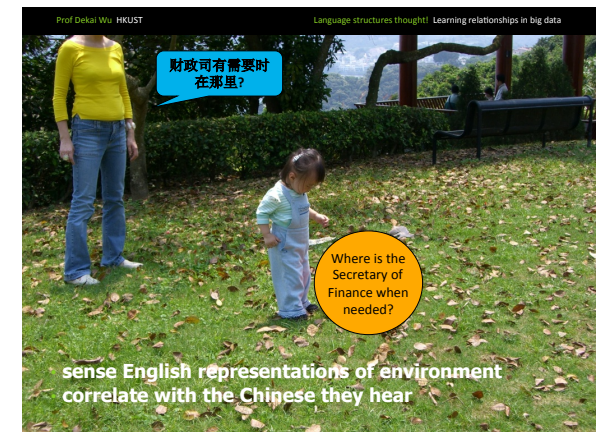 Prof Dekai Wu HKUST
Language structures thought! Learning relationships in big data
财政司有需要时
在那里?
Where is the
Secretary of
Finance when
needed?
sense English representations of environment
correlate with the Chinese they hear